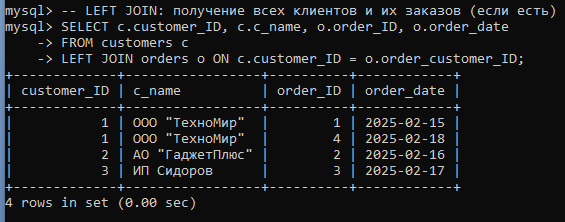 mysql> -- LEFT JOIN: получение всех клиентов и их заказов (если есть)
mysql> SELECT c.customer_ID, c.c_name, o.order_ID, o.order_date
    -> FROM customers c
    -> LEFT JOIN orders o ON c.customer_ID = o.order_customer_ID;
+-------------+------------------+----------+------------+
| customer_ID | c_name           | order_ID | order_date |
+-------------+------------------+----------+------------+
|           1 | ООО "ТехноМир"   |        1 | 2025-02-15 |
|           1 | ООО "ТехноМир"   |        4 | 2025-02-18 |
|           2 | АО "ГаджетПлюс"  |        2 | 2025-02-16 |
|           3 | ИП Сидоров       |        3 | 2025-02-17 |
+-------------+------------------+----------+------------+
4 rows in set (0.00 sec)